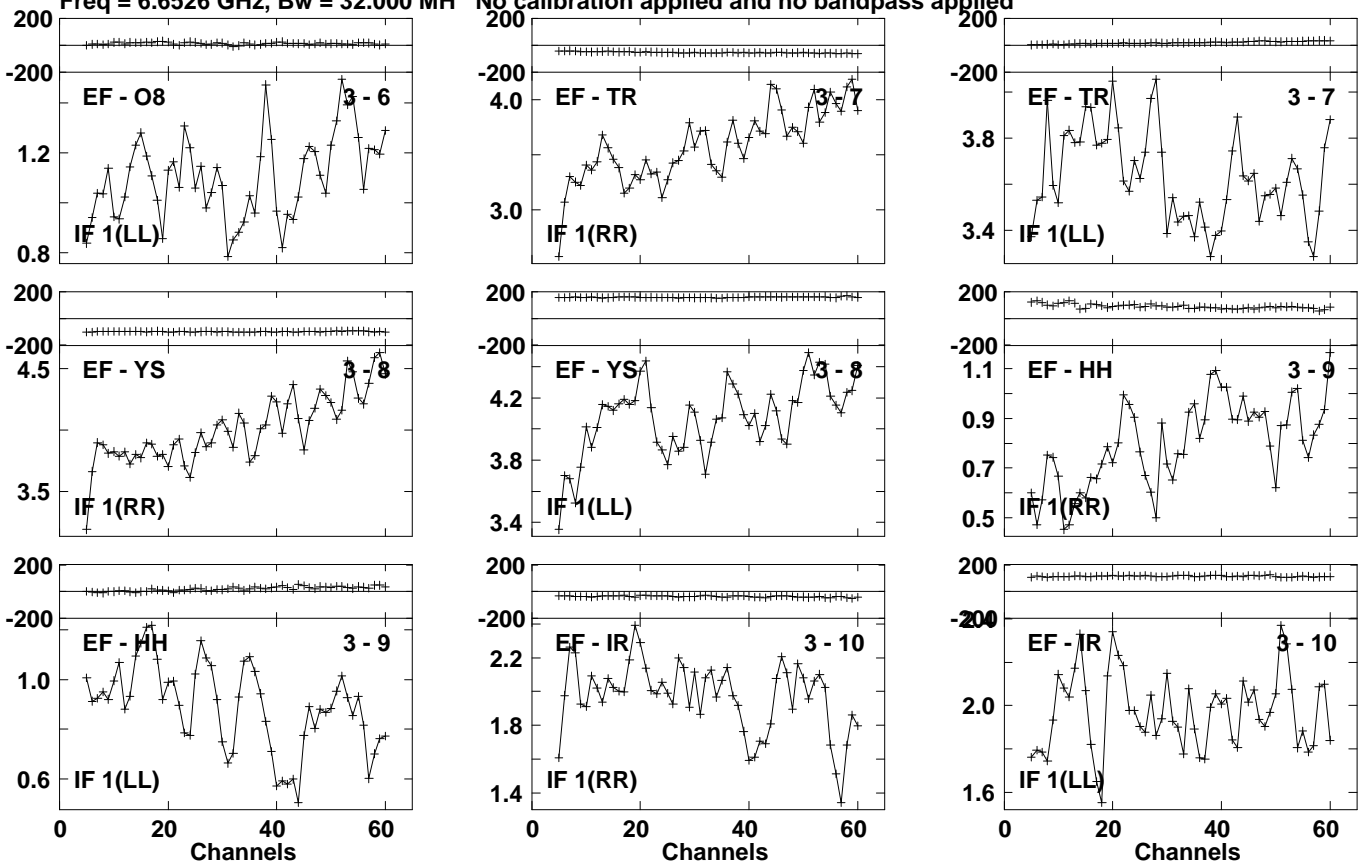 Freq = 6.6526 GHz, Bw = 32.000 MH No calibration applied and no bandpass applied
200 200 200
-200 -200 -200
EF - O8 3 - 6 EF - TR 3 - 7 EF - TR 3 - 7
4.0
1.2 3.8
3.0
IF 1(LL) IF 1(RR) IF 1(LL)
0.8 3.4
200 200 200
-200 -200 -200
4.5 EF - YS 3 - 8 EF - YS 3 - 8 1.1 EF - HH 3 - 9
4.2 0.9
3.8 0.7
3.5 IF 1(RR) IF 1(LL) IF 1(RR)
3.4 0.5
200 200 200
-200 -200 -200
2.4
EF - HH 3 - 9 EF - IR 3 - 10 EF - IR 3 - 10
1.0 2.2
1.8 2.0
0.6 IF 1(LL) IF 1(RR) IF 1(LL)
1.4 1.6
0 20 40 60 0 20 40 60 0 20 40 60
Channels Channels Channels